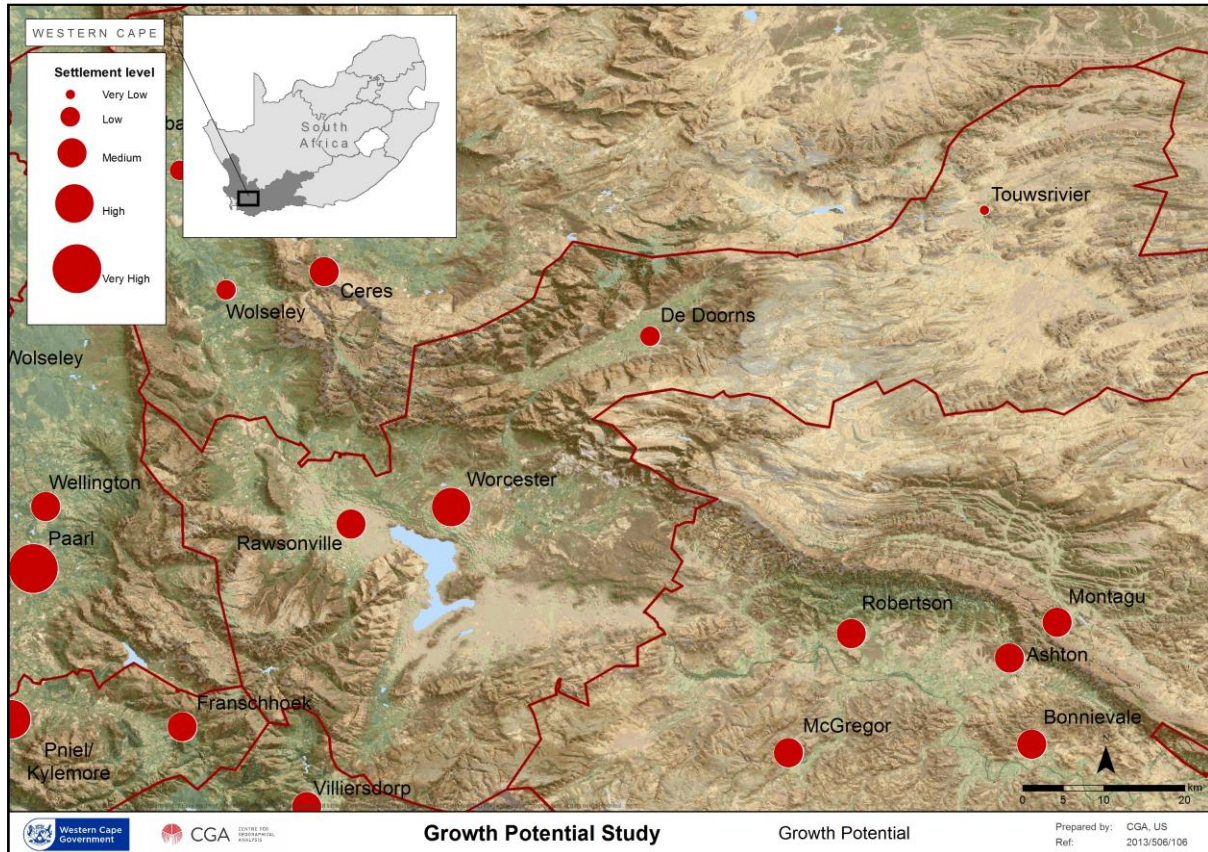 WESTERN CAPE
Settlement level
Very Low
Low
Medium
High
Very High
South
Africa
ba
Touwsrivier
Ceres
Wolseley
De Doorns
Wolseley
Wellington
Worcester
Paarl
Rawsonville
Robertson
Montagu
Ashton
Franschhoek
McGregor
Bonnievale
Pniel/
Kylemore
Villiersdorp
km
0 5 10 20
Western Cape
Government
CGA
CENTRE FOR
GEOGRAPHICAL
ANALYSIS
Growth Potential Study
Growth Potential
Prepared by: CGA, US
Ref: 2013/506/106